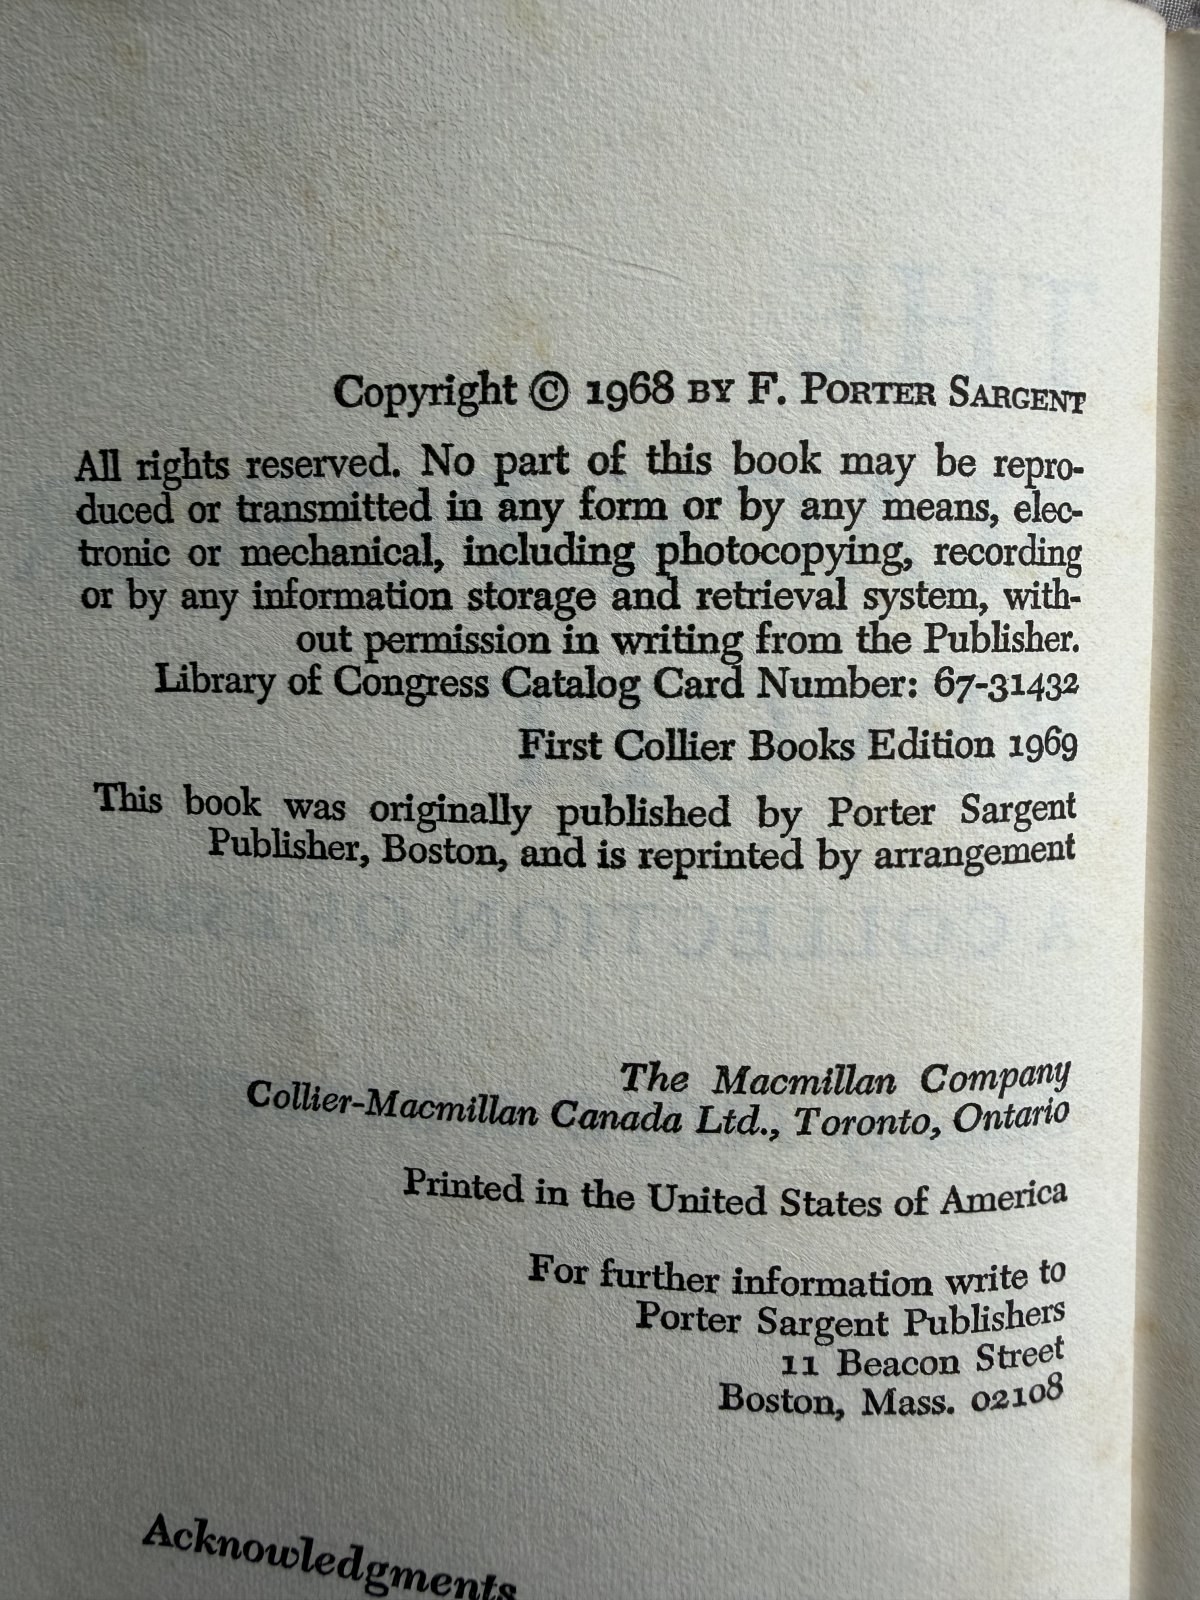 Copyright © 1968 BY F. PORTER SARGENT
All rights reserved. No part of this book may be repro-
duced or transmitted in any form or by any means, elec-
tronic or mechanical, including photocopying, recording
or by any information storage and retrieval system, with-
out permission in writing from the Publisher.
Library of Congress Catalog Card Number: 67-31432
First Collier Books Edition 1969
This book was originally published by Porter Sargent
Publisher, Boston, and is reprinted by arrangement
The Macmillan Company
Collier-Macmillan Canada Ltd., Toronto, Ontario
Printed in the United States of America
For further information write to
Porter Sargent Publishers
11 Beacon Street
Boston, Mass. 02108
Acknowledgments